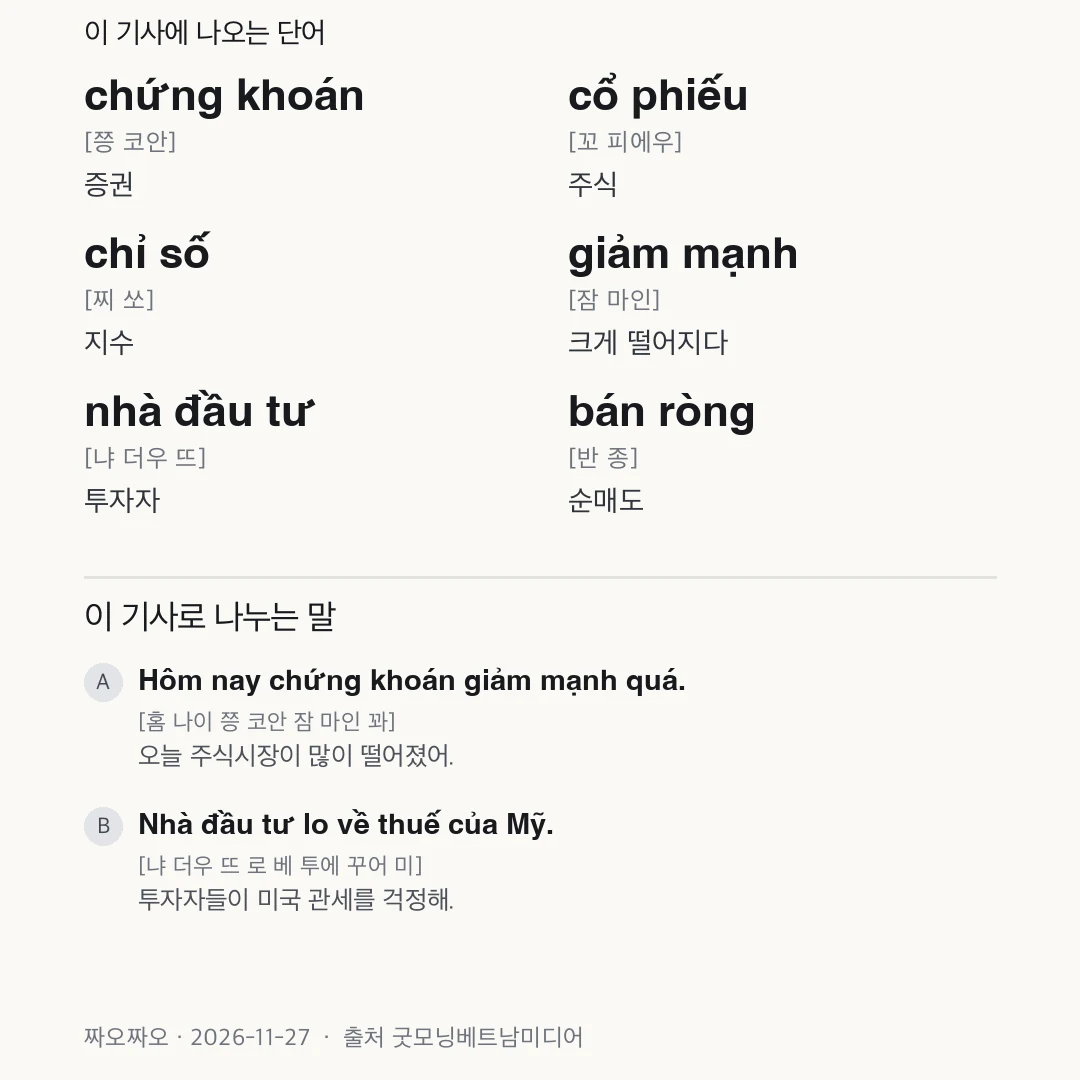 이 기사에 나오는 단어
chứng khoán
[쯩 코안]
증권
cổ phiếu
[꼬 피에우]
주식
chỉ số
[찌 쏘]
지수
giảm mạnh
[잠 마인]
크게 떨어지다
nhà đầu tư
[냐 더우 뜨]
투자자
bán ròng
[반 종]
순매도
이 기사로 나누는 말
A Hôm nay chứng khoán giảm mạnh quá.
[홈 나이 쯩 코안 잠 마인 꽈]
오늘 주식시장이 많이 떨어졌어.
B Nhà đầu tư lo về thuế của Mỹ.
[냐 더우 뜨 로 베 투에 꾸어 미]
투자자들이 미국 관세를 걱정해.
짜오짜오 · 2026-11-27 · 출처 굿모닝베트남미디어